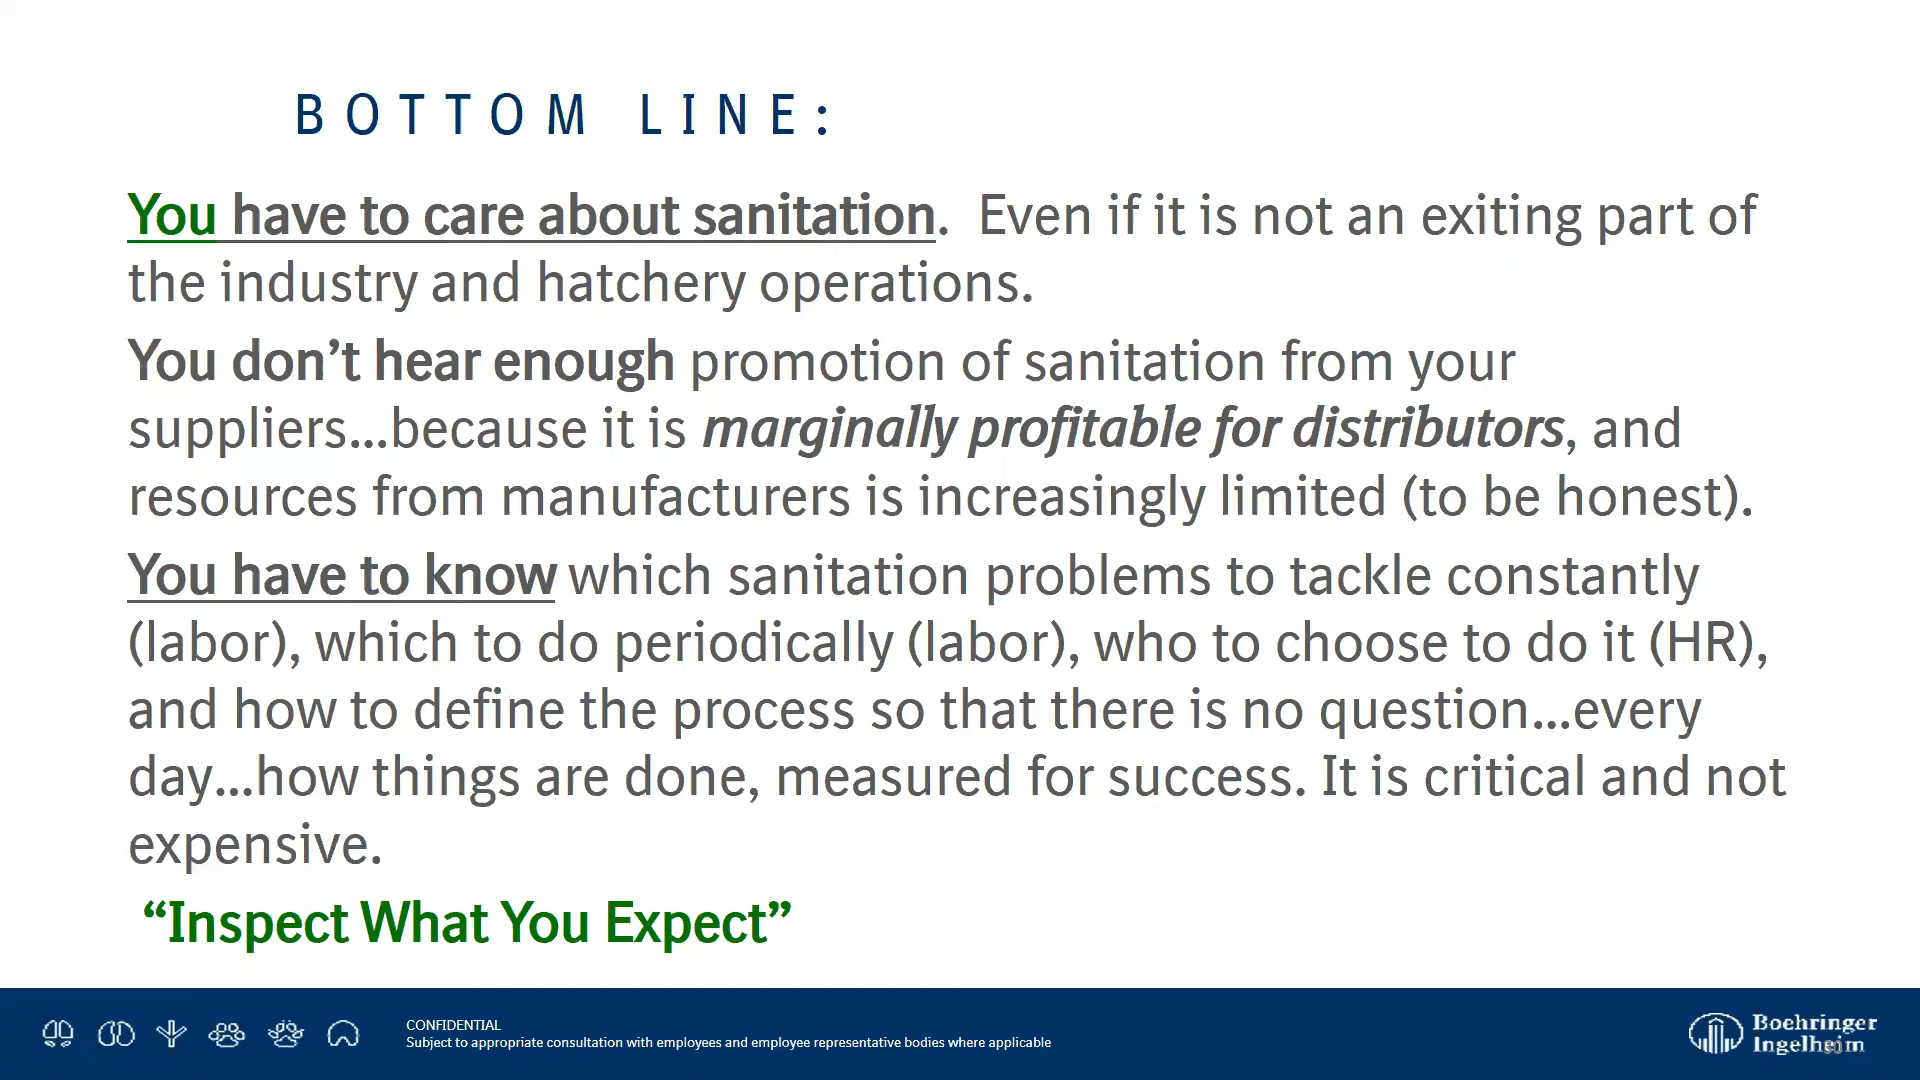 BOTTOM LINE:
You have to care about sanitation.  Even if it is not an exiting part of
the industry and hatchery operations.
You don’t hear enough promotion of sanitation from your
suppliers…because it is marginally profitable for distributors, and
resources from manufacturers is increasingly limited (to be honest).
You have to know which sanitation problems to tackle constantly
(labor), which to do periodically (labor), who to choose to do it (HR),
and how to define the process so that there is no question…every
day…how things are done, measured for success. It is critical and not
expensive.
“Inspect What You Expect”
CONFIDENTIAL
Subject to appropriate consultation with employees and employee representative bodies where applicable
Boehringer
Ingelheim
30